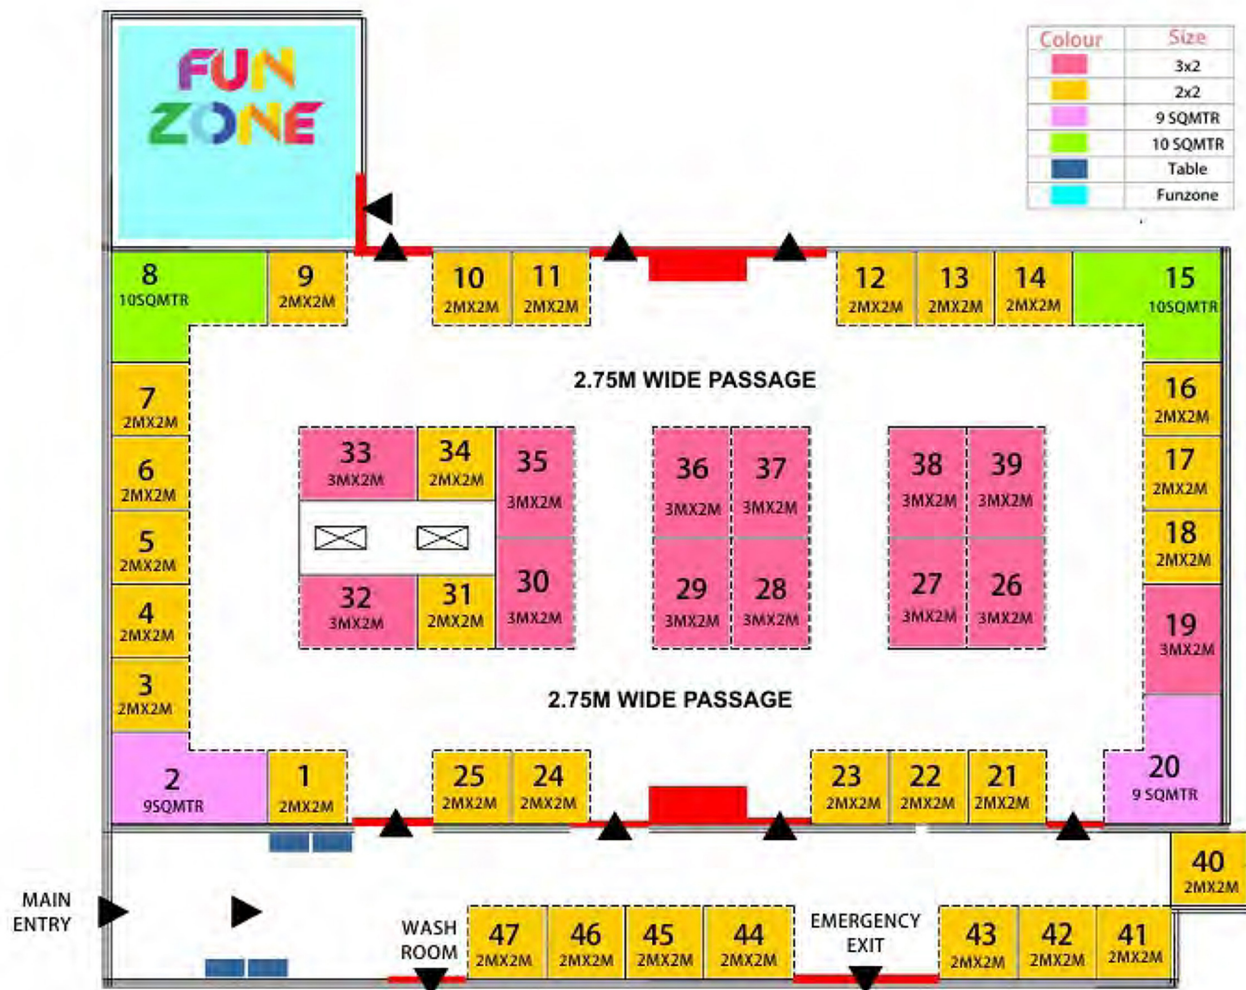 FUN
ZONE
Colour Size
3x2
2x2
9 SQMTR
10 SQMTR
Table
Funzone
8
10SQMTR
9
2MX2M
10
2MX2M
11
2MX2M
12
2MX2M
13
2MX2M
14
2MX2M
15
10SQMTR
2.75M WIDE PASSAGE
7
2MX2M
6
2MX2M
5
2MX2M
4
2MX2M
3
2MX2M
2
9SQMTR
1
2MX2M
33
3MX2M
34
2MX2M
35
3MX2M
32
3MX2M
31
2MX2M
30
3MX2M
36
3MX2M
37
3MX2M
29
3MX2M
28
3MX2M
38
3MX2M
39
3MX2M
27
3MX2M
26
3MX2M
16
2MX2M
17
2MX2M
18
2MX2M
19
3MX2M
20
9 SQMTR
2.75M WIDE PASSAGE
25
2MX2M
24
2MX2M
23
2MX2M
22
2MX2M
21
2MX2M
40
2MX2M
MAIN
ENTRY
WASH
ROOM
47
2MX2M
46
2MX2M
45
2MX2M
44
2MX2M
EMERGENCY
EXIT
43
2MX2M
42
2MX2M
41
2MX2M